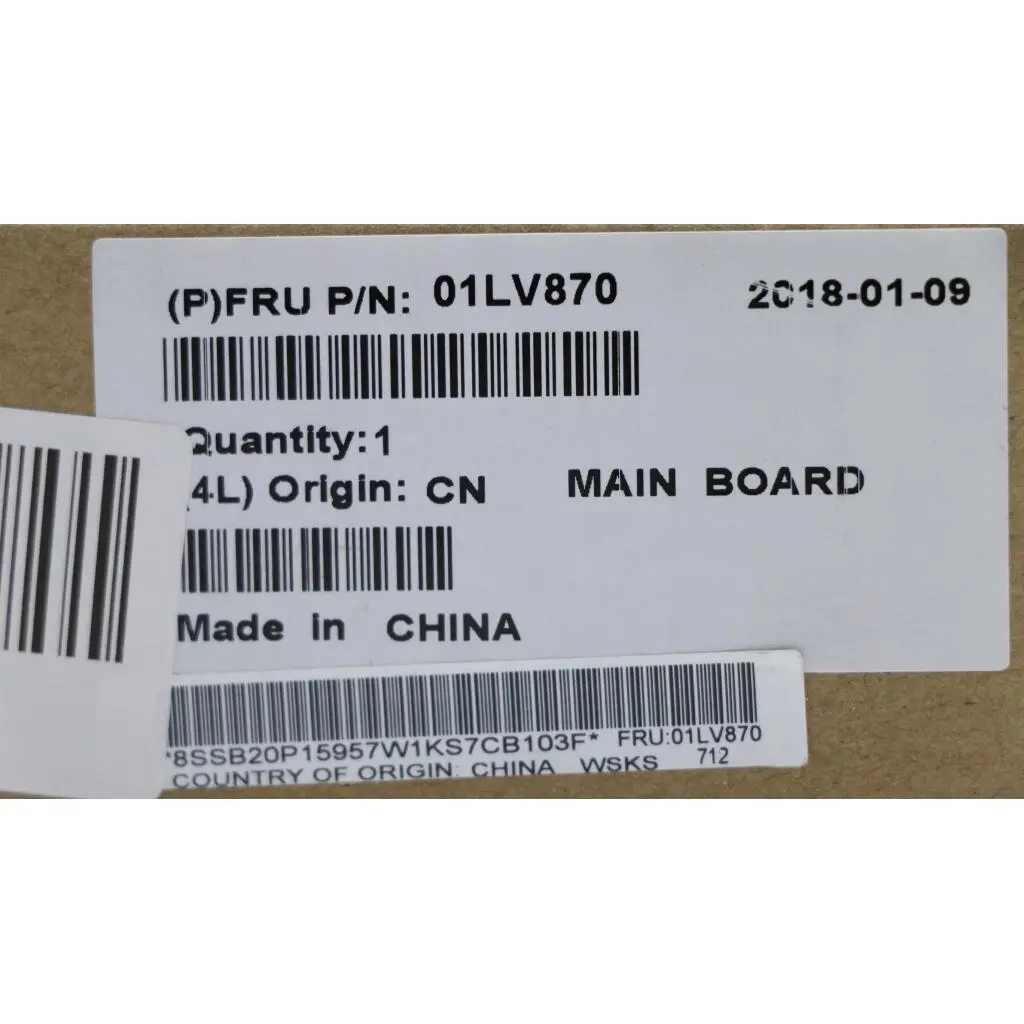 (P)FRU P/N: 01LV870 2018-01-09
Quantity:1
(4L) Origin: CN MAIN BOARD
Made in CHINA
*8SSB20P15957W1KS7CB103F* FRU:01LV870
COUNTRY OF ORIGIN: CHINA WSKS 712